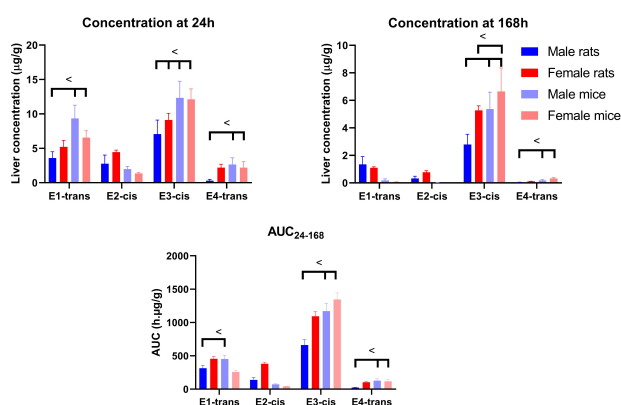 Concentration at 24h
Liver concentration (µg/g)
20
15
10
5
0
<
<
<
E1-trans E2-cis E3-cis E4-trans
Concentration at 168h
Liver concentration (µg/g)
10
8
6
4
2
0
<
<
<
E1-trans E2-cis E3-cis E4-trans
Male rats
Female rats
Male mice
Female mice
AUC24-168
AUC (h.µg/g)
2000
1500
1000
500
0
<
<
<
E1-trans E2-cis E3-cis E4-trans